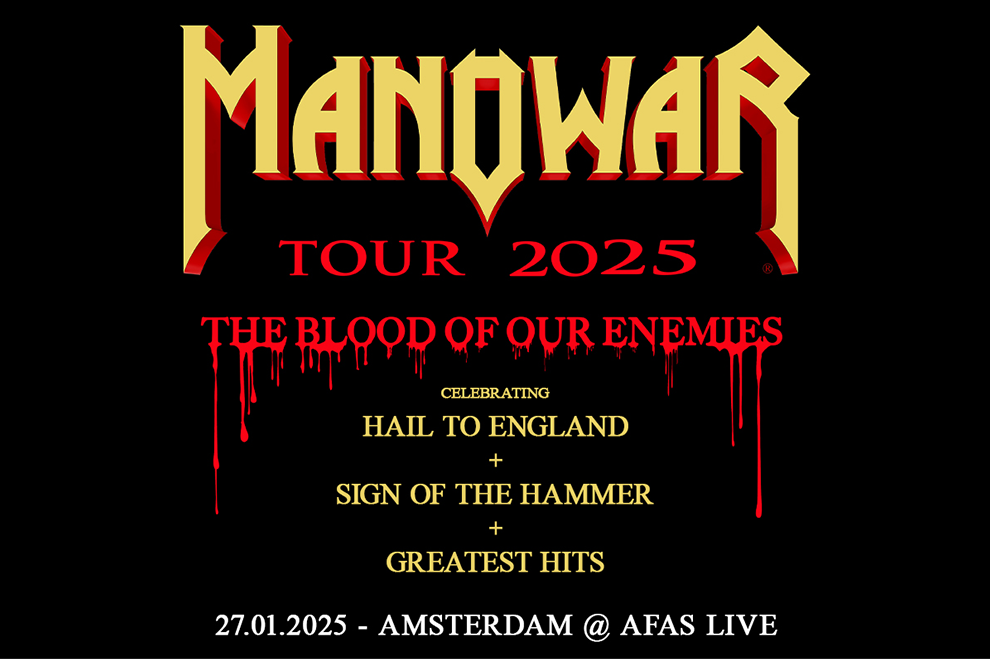 MANOWAR
TOUR 2025
®
THE BLOOD OF OUR ENEMIES
CELEBRATING
HAIL TO ENGLAND
+
SIGN OF THE HAMMER
+
GREATEST HITS
27.01.2025 - AMSTERDAM @ AFAS LIVE